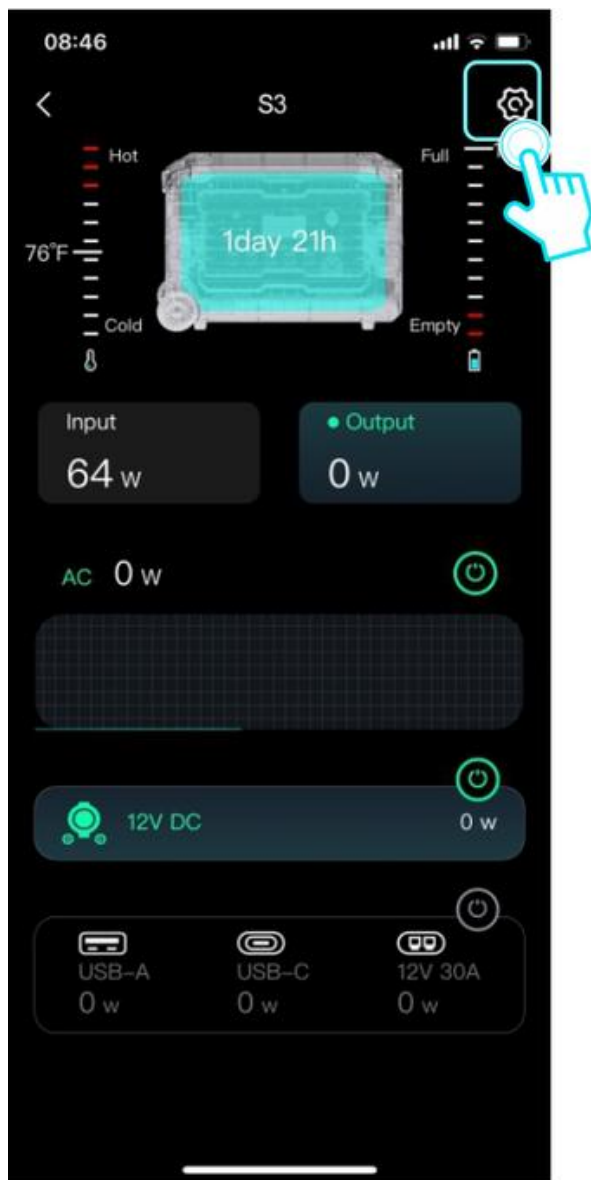 08:46
S3
Hot
Full
1day 21h
76°F
Cold
Empty
Input
Output
64 w
0 w
AC 0 w
12V DC
0 w
USB-A
USB-C
12V 30A
0 w
0 w
0 w